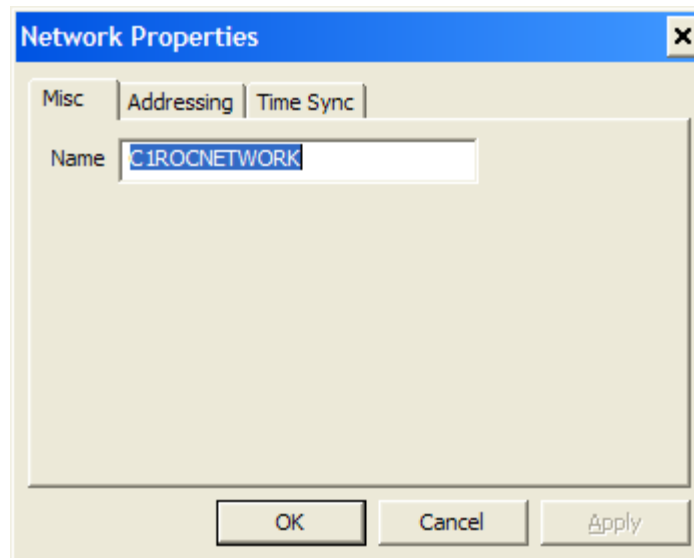 Network Properties
Misc Addressing Time Sync
Name C1ROCNETWORK
OK Cancel Apply